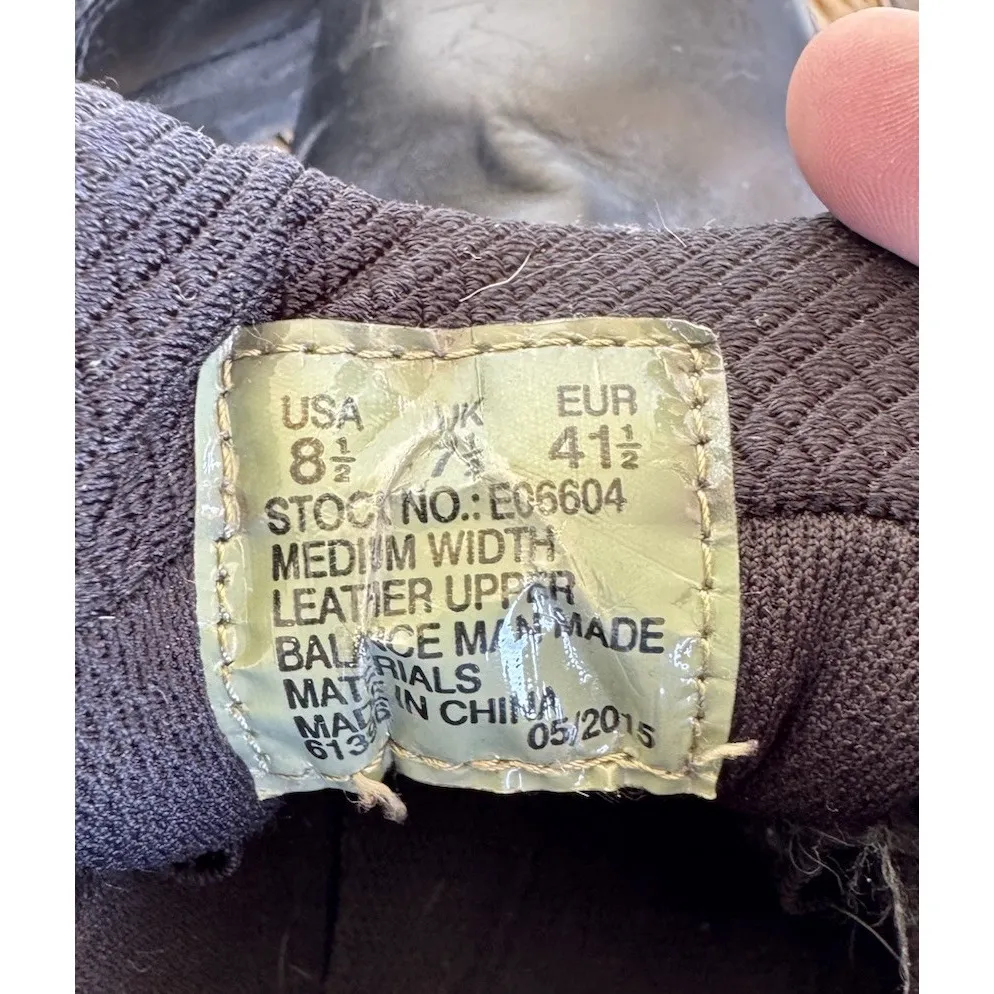 USA UK EUR
8½ 7½ 41½
STOCK NO.: E06604
MEDIUM WIDTH
LEATHER UPPER
BALANCE MAN MADE
MATERIALS
MADE IN CHINA
05/2015